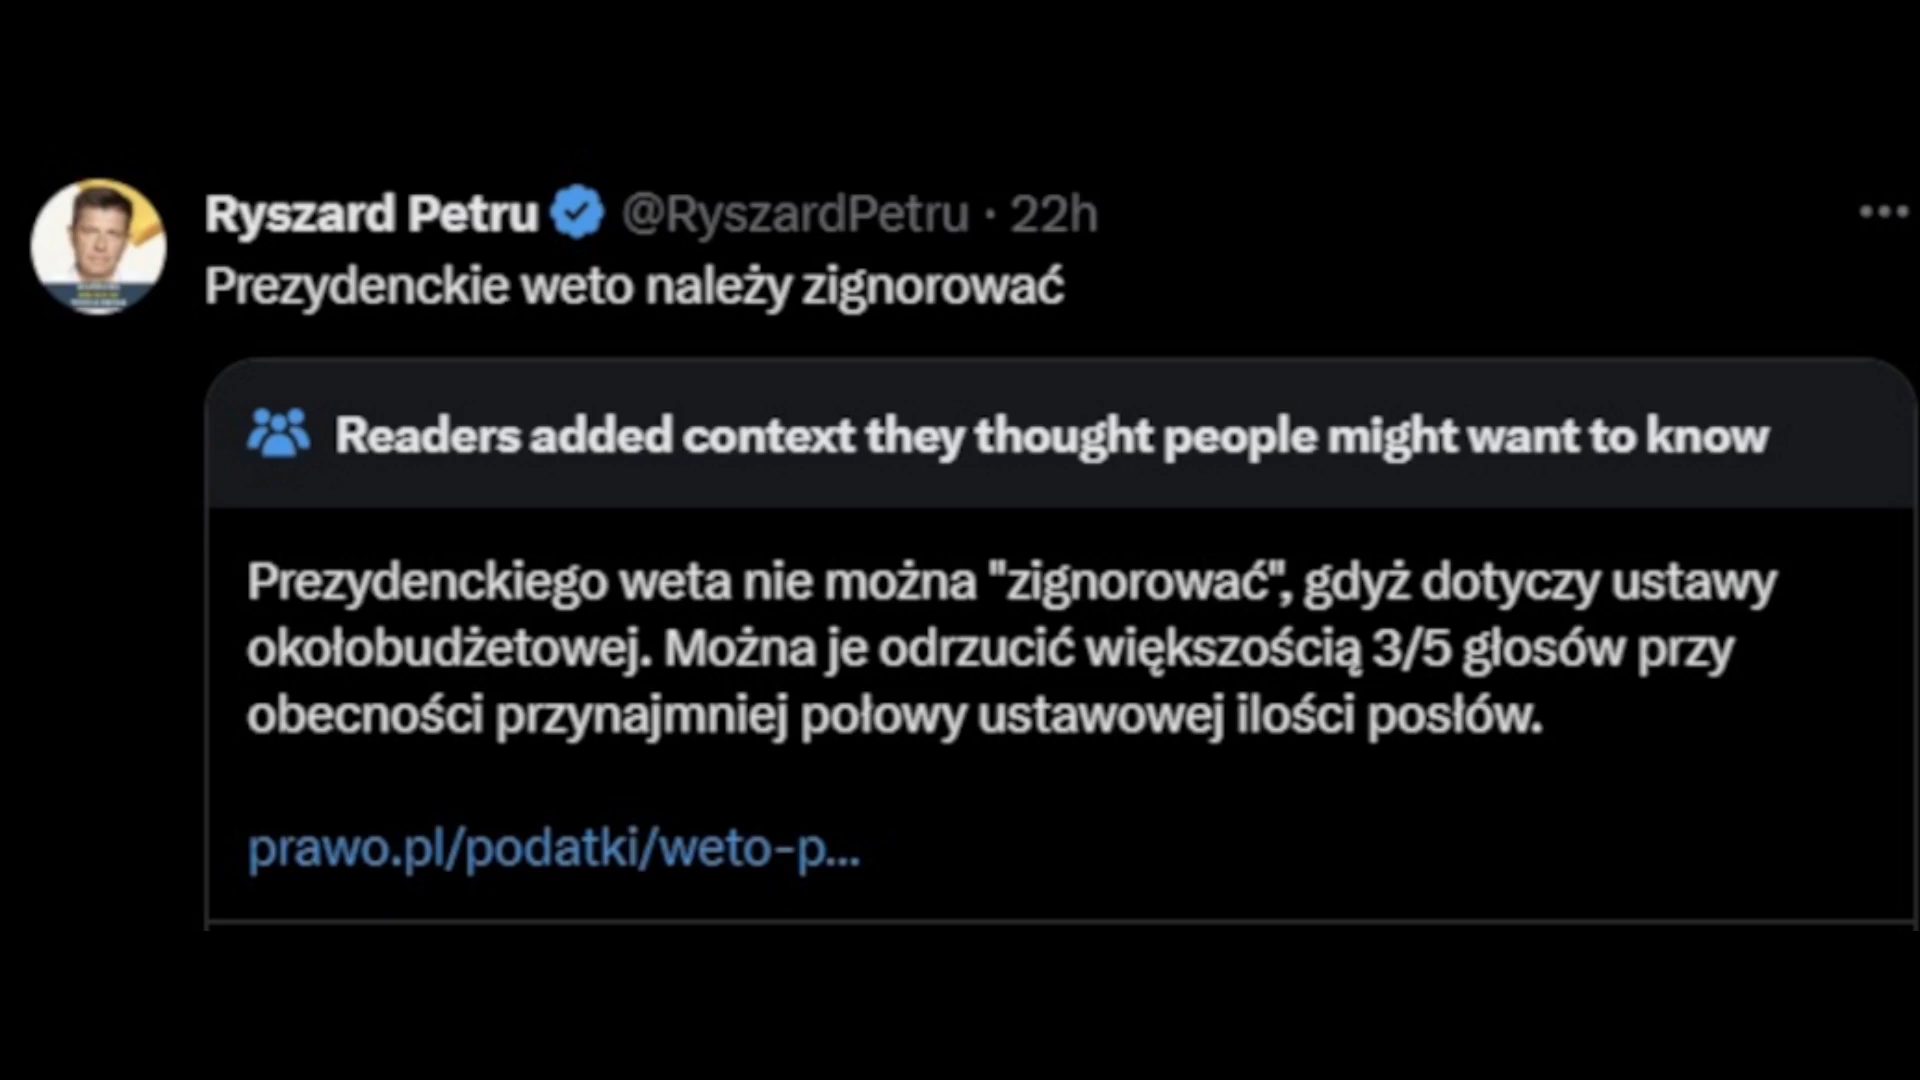 Ryszard Petru @RyszardPetru · 22h
Prezydenckie weto należy zignorować
Readers added context they thought people might want to know
Prezydenckiego weta nie można "zignorować", gdyż dotyczy ustawy
okołobudżetowej. Można je odrzucić większością 3/5 głosów przy
obecności przynajmniej połowy ustawowej ilości posłów.
prawo.pl/podatki/weto-p...